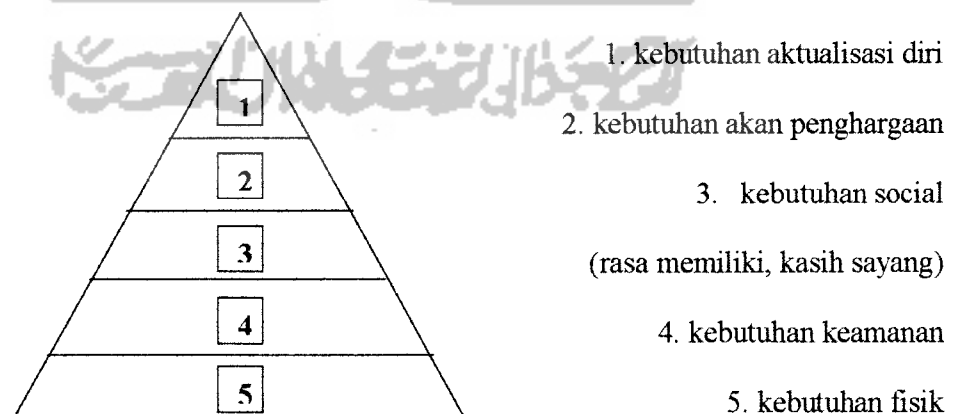 1. kebutuhan aktualisasi diri
2. kebutuhan akan penghargaan
3. kebutuhan social
(rasa memiliki, kasih sayang)
4. kebutuhan keamanan
5. kebutuhan fisik
1
2
3
4
5